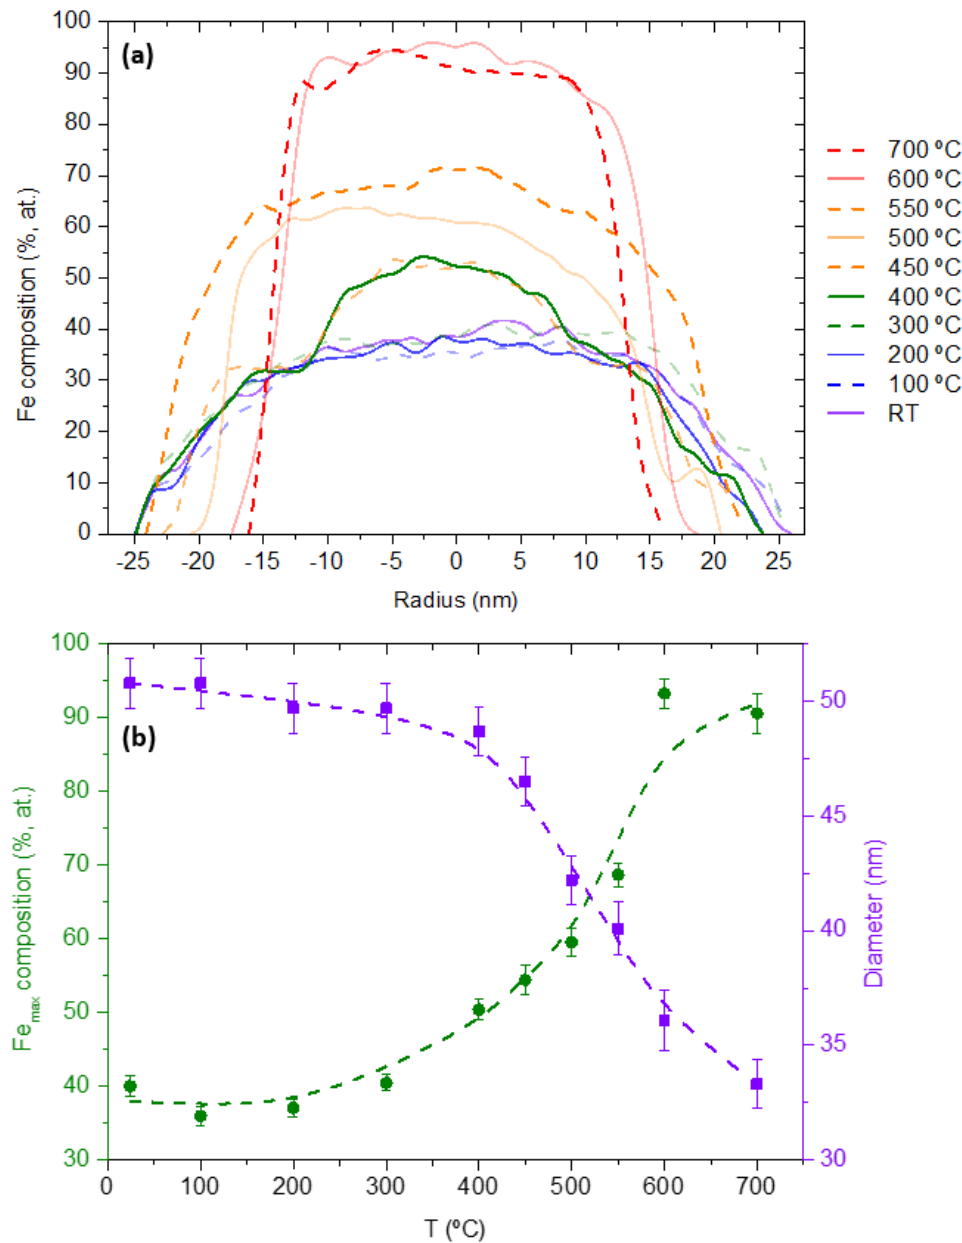 100
90
80
70
60
50
40
30
20
10
0
Fe composition (%, at.)
(a)
-25 -20 -15 -10 -5 0 5 10 15 20 25
Radius (nm)
700 ºC
600 ºC
550 ºC
500 ºC
450 ºC
400 ºC
300 ºC
200 ºC
100 ºC
RT
100
90
80
70
60
50
40
30
Femax composition (%, at.)
(b)
50
45
40
35
30
Diameter (nm)
0 100 200 300 400 500 600 700
T (ºC)